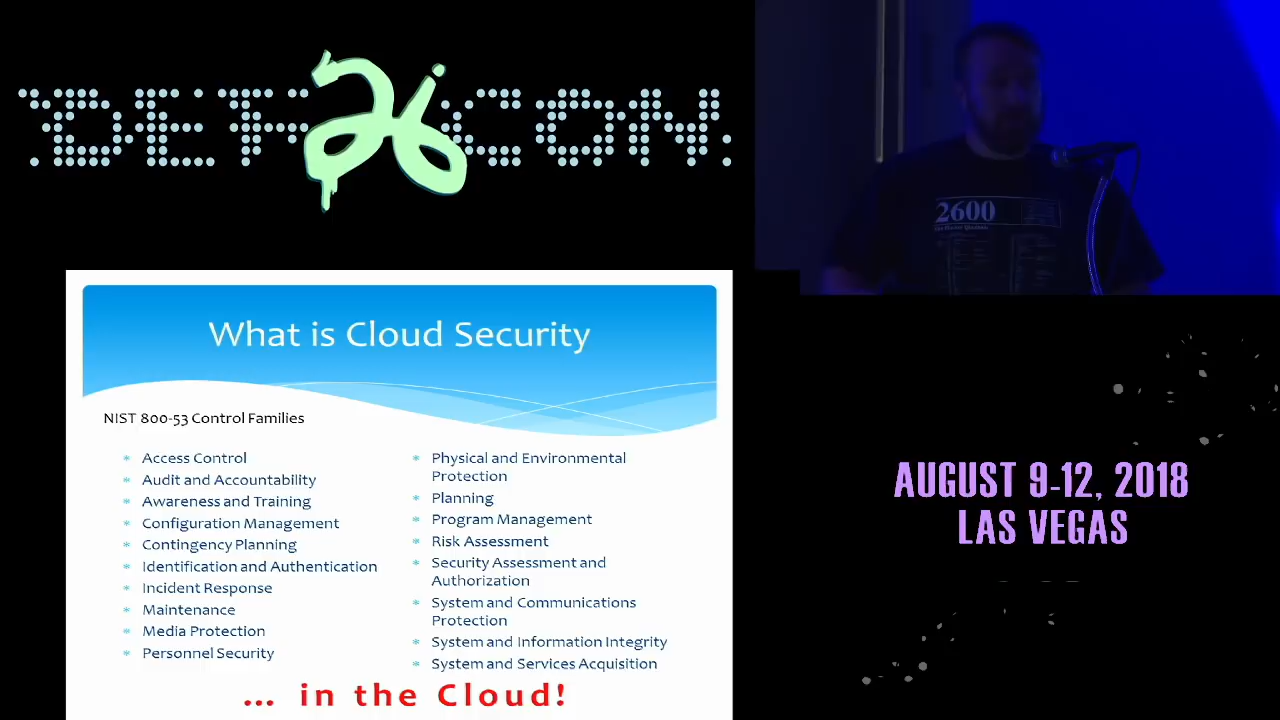 DEF CON
26
2600
What is Cloud Security
NIST 800-53 Control Families
* Access Control
* Audit and Accountability
* Awareness and Training
* Configuration Management
* Contingency Planning
* Identification and Authentication
* Incident Response
* Maintenance
* Media Protection
* Personnel Security
* Physical and Environmental
Protection
* Planning
* Program Management
* Risk Assessment
* Security Assessment and
Authorization
* System and Communications
Protection
* System and Information Integrity
* System and Services Acquisition
... in the Cloud!
AUGUST 9-12, 2018
LAS VEGAS